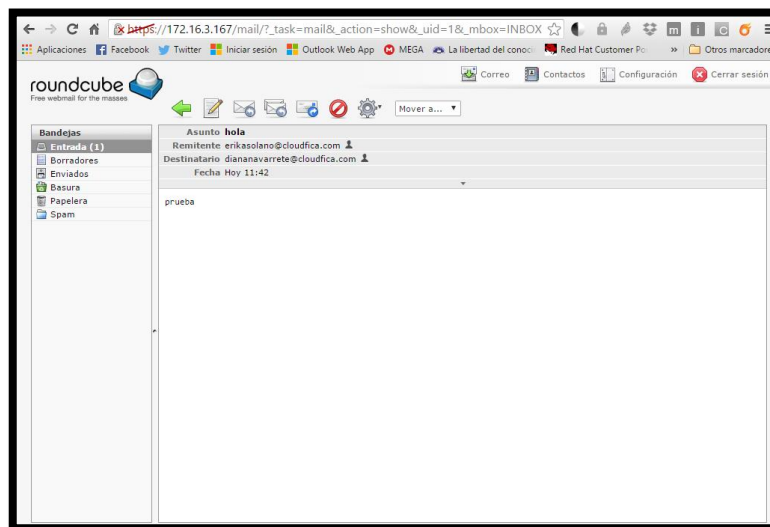 https://172.16.3.167/mail/?_task=mail&_action=show&_uid=1&_mbox=INBOX
Aplicaciones Facebook Twitter Iniciar sesión Outlook Web App MEGA La libertad del conoc Red Hat Customer Po » Otros marcadore
Correo Contactos Configuración Cerrar sesión
roundcube
Free webmail for the masses
Mover a...
Bandejas
Entrada (1)
Borradores
Enviados
Basura
Papelera
Spam
Asunto hola
Remitente erikasolano@cloudfica.com
Destinatario diananavarrete@cloudfica.com
Fecha Hoy 11:42
prueba